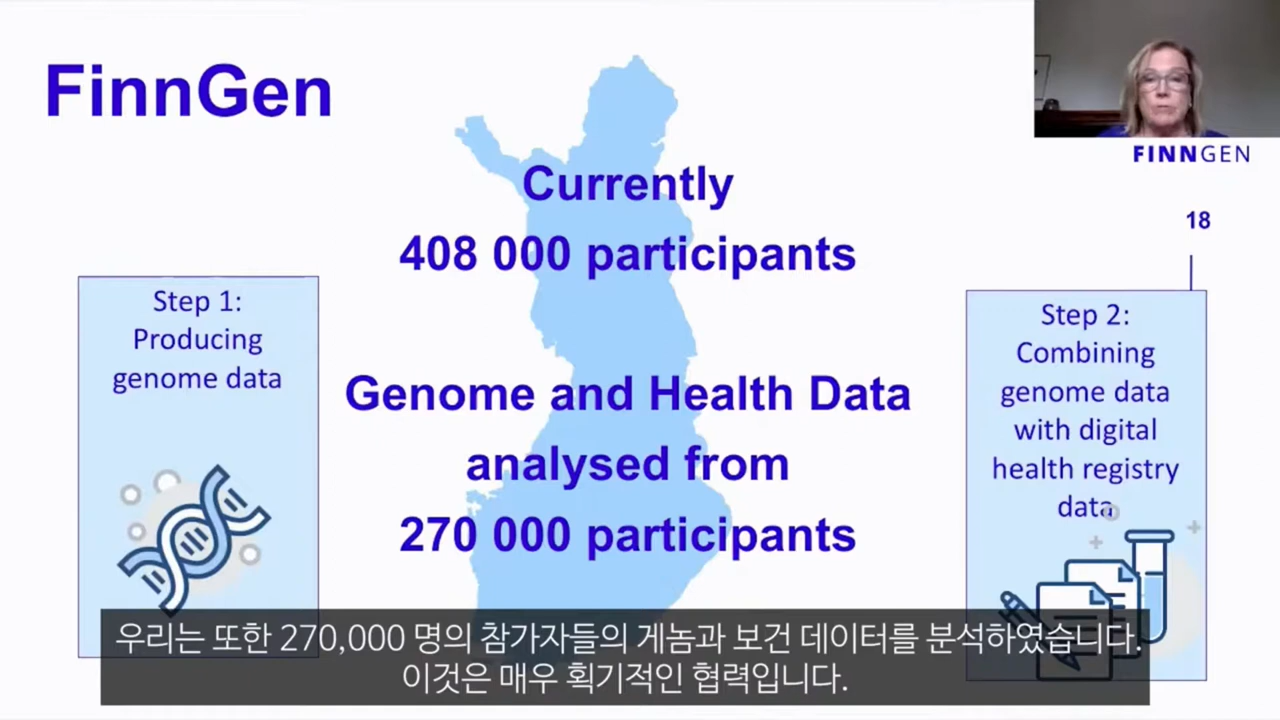 FinnGen
FINNGEN
18
Currently
408 000 participants
Genome and Health Data
analysed from
270 000 participants
Step 1:
Producing
genome data
Step 2:
Combining
genome data
with digital
health registry
data
우리는 또한 270,000 명의 참가자들의 게놈과 보건 데이터를 분석하였습니다.
이것은 매우 획기적인 협력입니다.